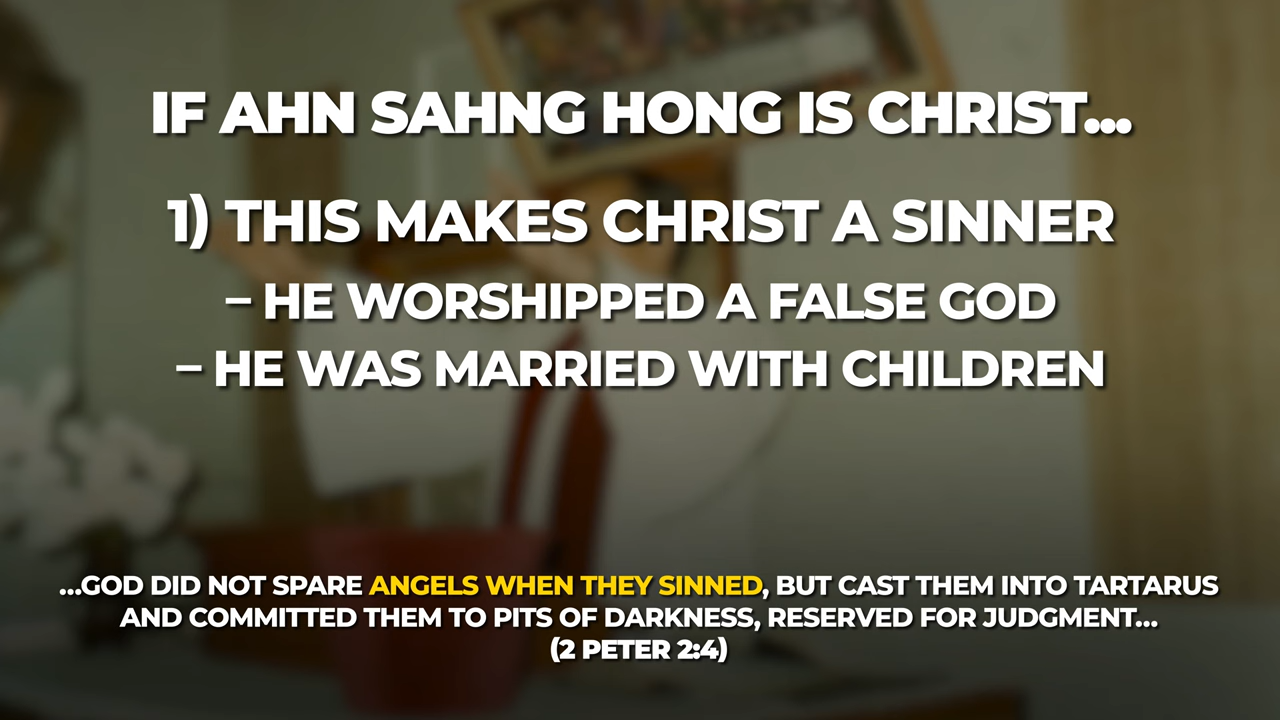 IF AHN SAHNG HONG IS CHRIST...
1) THIS MAKES CHRIST A SINNER
– HE WORSHIPPED A FALSE GOD
– HE WAS MARRIED WITH CHILDREN
...GOD DID NOT SPARE ANGELS WHEN THEY SINNED, BUT CAST THEM INTO TARTARUS
AND COMMITTED THEM TO PITS OF DARKNESS, RESERVED FOR JUDGMENT...
(2 PETER 2:4)